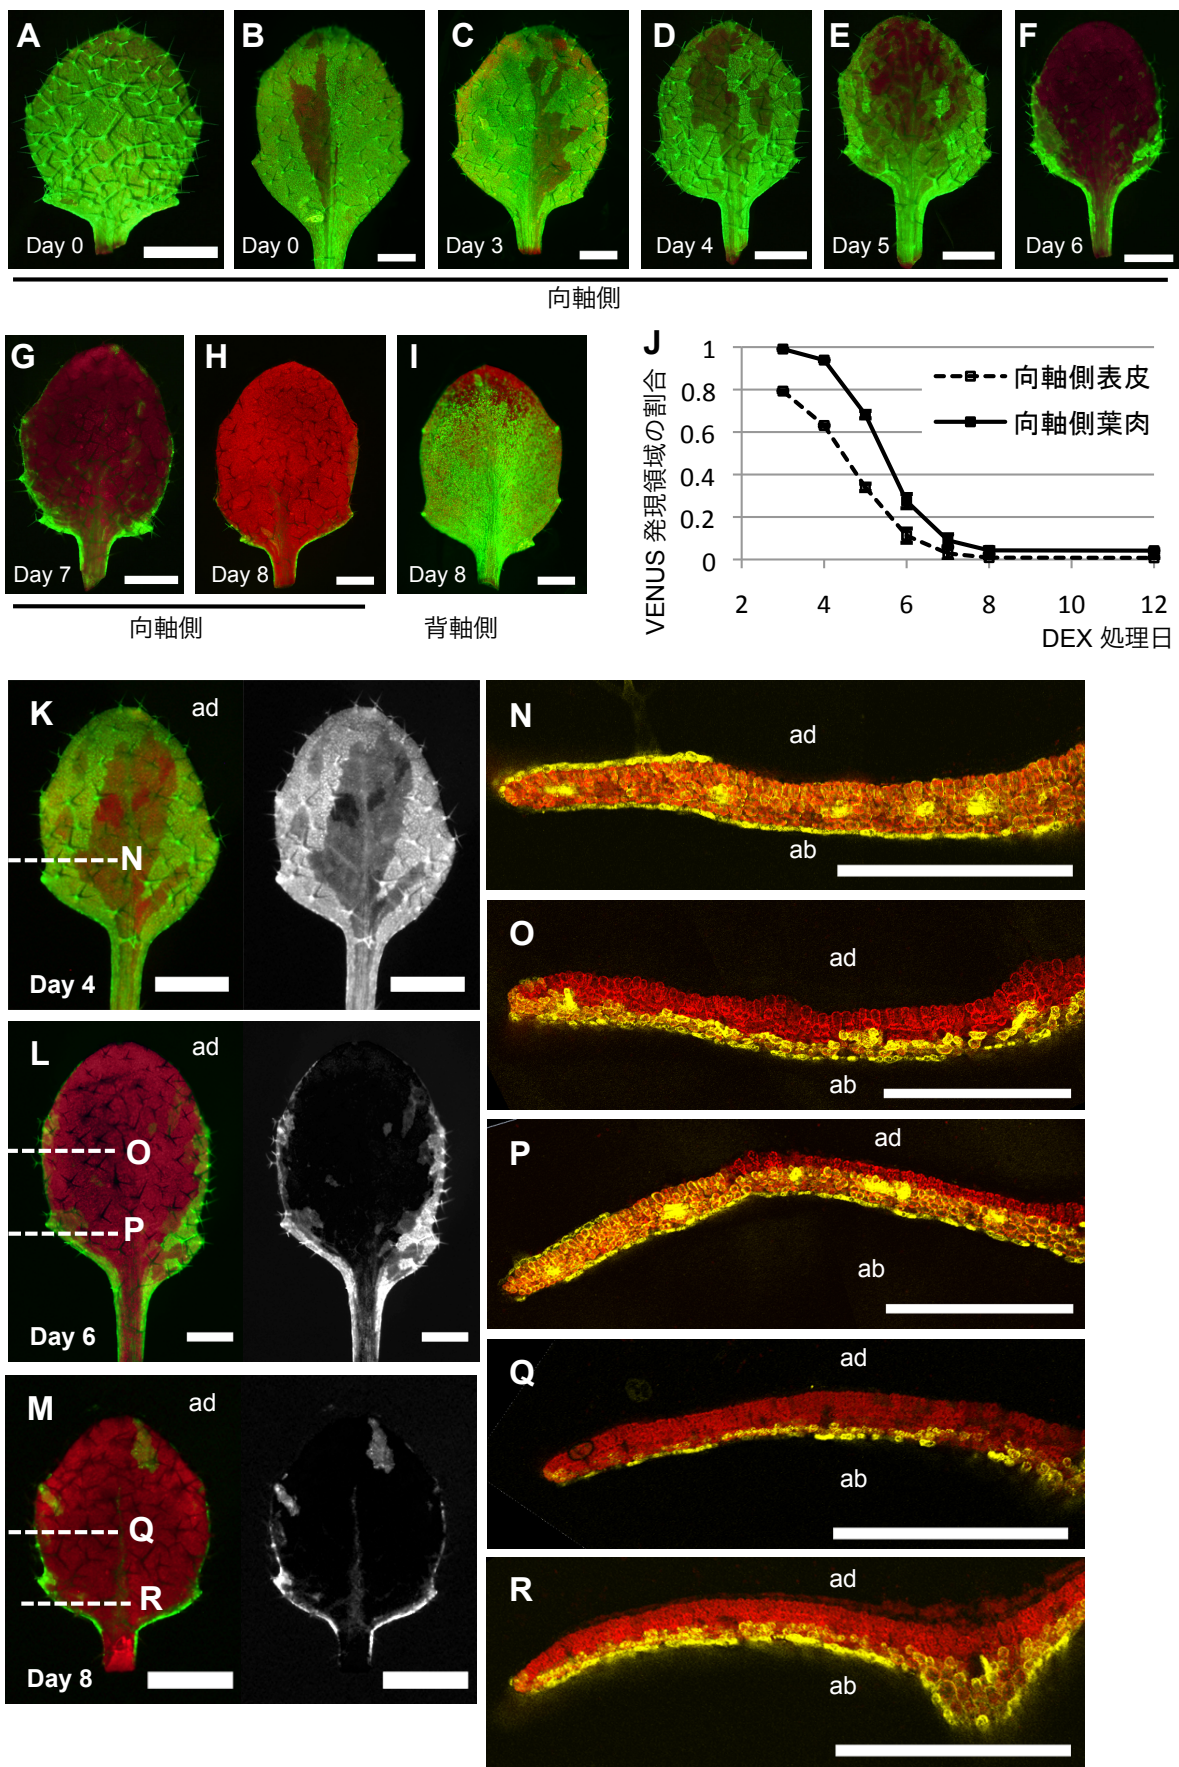 A
Day 0
B
Day 0
C
Day 3
D
Day 4
E
Day 5
F
Day 6
向軸側
G
Day 7
H
Day 8
I
Day 8
向軸側
背軸側
J
VENUS 発現領域の割合
1
0.8
0.6
0.4
0.2
0
2 4 6 8 10 12
DEX 処理日
向軸側表皮
向軸側葉肉
K
ad
N
Day 4
L
ad
O
P
Day 6
M
ad
Q
R
Day 8
N
ad
ab
O
ad
ab
P
ad
ab
Q
ad
ab
R
ad
ab